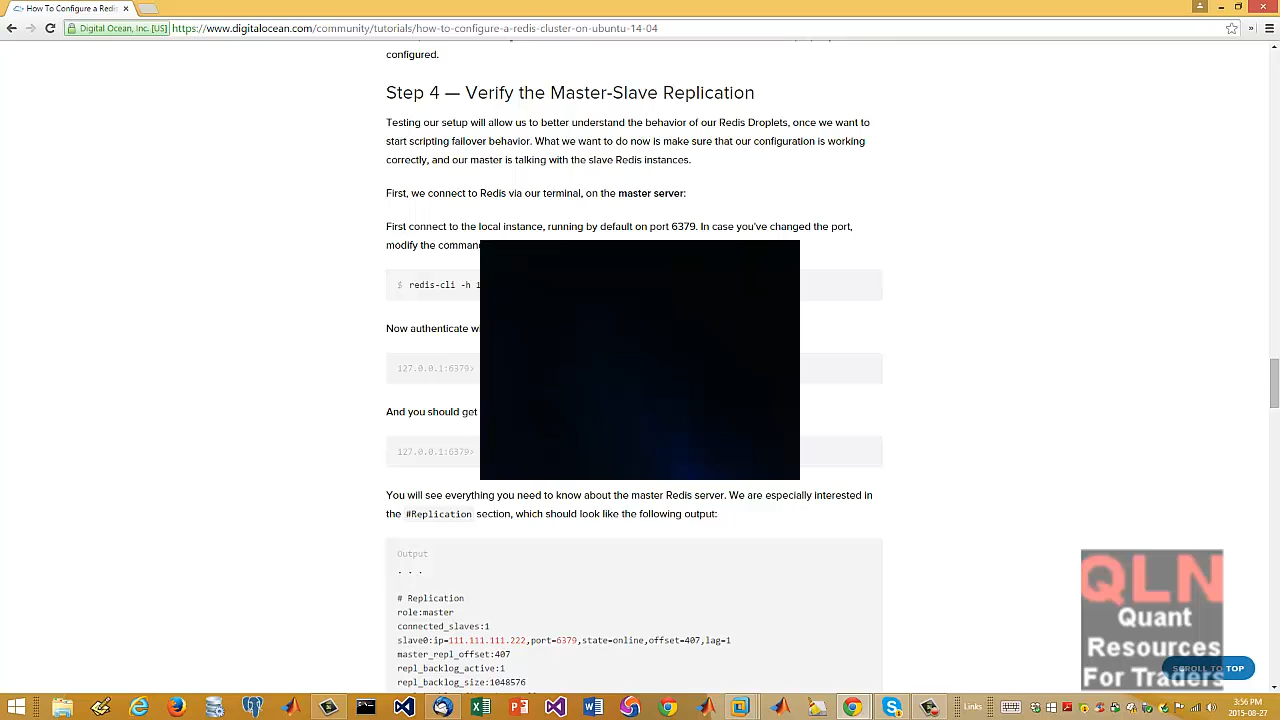 How To Configure a Redis
Digital Ocean, Inc. [US]
https://www.digitalocean.com/community/tutorials/how-to-configure-a-redis-cluster-on-ubuntu-14-04
configured.
Step 4 — Verify the Master-Slave Replication
Testing our setup will allow us to better understand the behavior of our Redis Droplets, once we want to
start scripting failover behavior. What we want to do now is make sure that our configuration is working
correctly, and our master is talking with the slave Redis instances.
First, we connect to Redis via our terminal, on the master server:
First connect to the local instance, running by default on port 6379. In case you've changed the port,
modify the comman
$ redis-cli -h 1
Now authenticate w
127.0.0.1:6379>
And you should get
127.0.0.1:6379>
You will see everything you need to know about the master Redis server. We are especially interested in
the #Replication section, which should look like the following output:
Output
. . .
# Replication
role:master
connected_slaves:1
slave0:ip=111.111.111.222,port=6379,state=online,offset=407,lag=1
master_repl_offset:407
repl_backlog_active:1
repl_backlog_size:1048576
QLN
Quant
Resources
For Traders
SCROLL TO TOP
Links
3:56 PM
2015-08-27